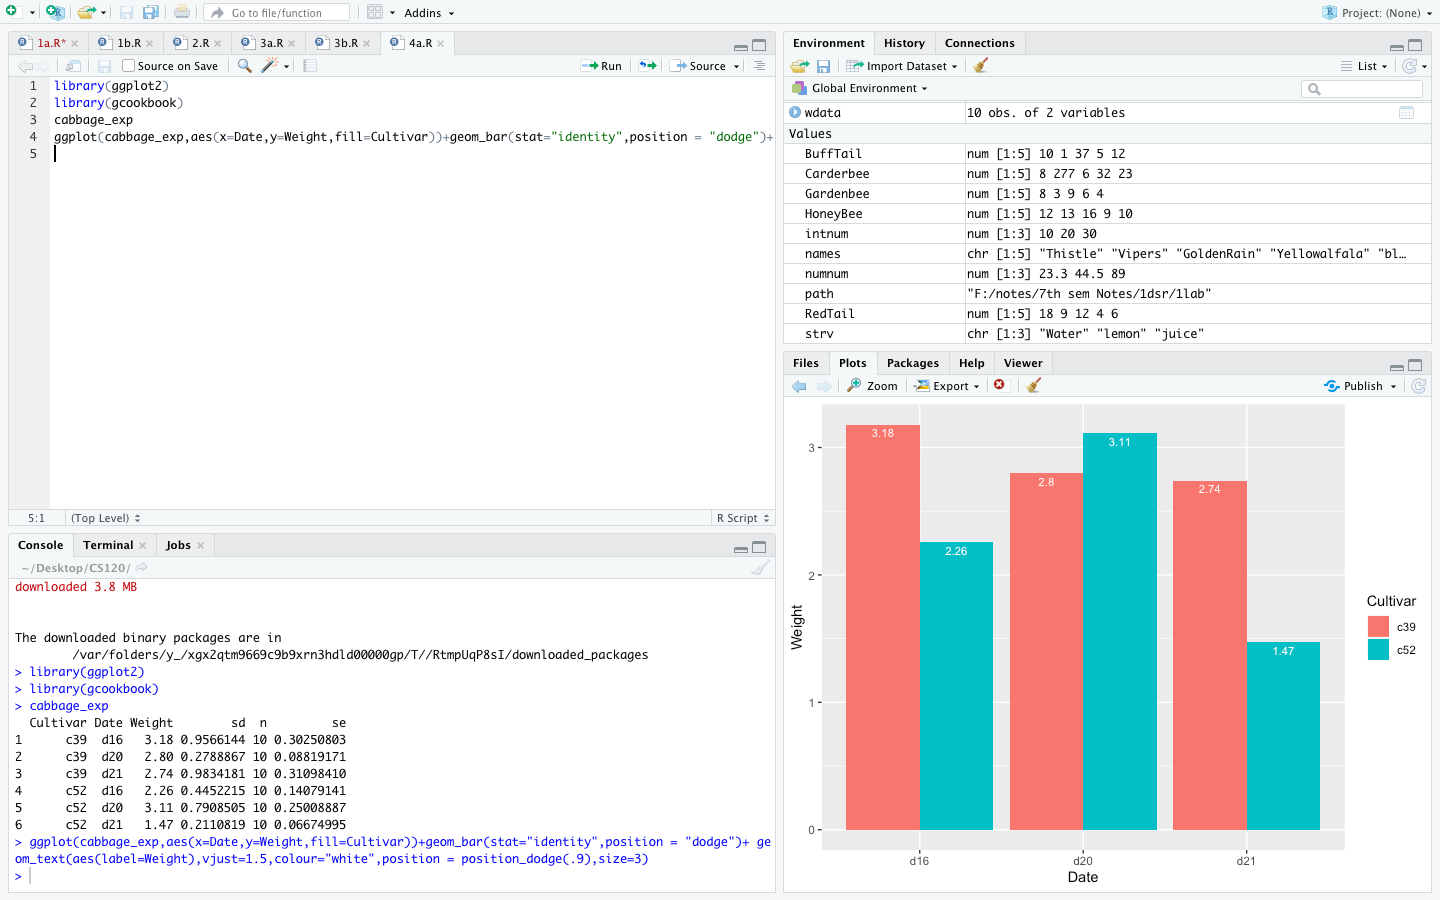 Go to file/function
Addins
Project: (None)
1a.R*
1b.R
2.R
3a.R
3b.R
4a.R
Source on Save
Run
Source
1 library(ggplot2)
2 library(gcookbook)
3 cabbage_exp
4 ggplot(cabbage_exp,aes(x=Date,y=Weight,fill=Cultivar))+geom_bar(stat="identity",position = "dodge")+
5
5:1
(Top Level)
R Script
Console
Terminal
Jobs
~/Desktop/CS120/
downloaded 3.8 MB
The downloaded binary packages are in
/var/folders/y_/xgx2qtm9669c9b9xrn3hdld00000gp/T//RtmpUqP8sI/downloaded_packages
> library(ggplot2)
> library(gcookbook)
> cabbage_exp
Cultivar Date Weight sd n se
1 c39 d16 3.18 0.9566144 10 0.30250803
2 c39 d20 2.80 0.2788867 10 0.08819171
3 c39 d21 2.74 0.9834181 10 0.31098410
4 c52 d16 2.26 0.4452215 10 0.14079141
5 c52 d20 3.11 0.7908505 10 0.25008887
6 c52 d21 1.47 0.2110819 10 0.06674995
> ggplot(cabbage_exp,aes(x=Date,y=Weight,fill=Cultivar))+geom_bar(stat="identity",position = "dodge")+ ge
om_text(aes(label=Weight),vjust=1.5,colour="white",position = position_dodge(.9),size=3)
>
Environment
History
Connections
Import Dataset
List
Global Environment
wdata 10 obs. of 2 variables
Values
BuffTail num [1:5] 10 1 37 5 12
Carderbee num [1:5] 8 277 6 32 23
Gardenbee num [1:5] 8 3 9 6 4
HoneyBee num [1:5] 12 13 16 9 10
intnum num [1:3] 10 20 30
names chr [1:5] "Thistle" "Vipers" "GoldenRain" "Yellowalfala" "bl…
numnum num [1:3] 23.3 44.5 89
path "F:/notes/7th sem Notes/1dsr/1lab"
RedTail num [1:5] 18 9 12 4 6
strv chr [1:3] "Water" "lemon" "juice"
Files
Plots
Packages
Help
Viewer
Zoom
Export
Publish
3.18
2.26
2.8
3.11
2.74
1.47
3
2
1
0
Weight
d16
d20
d21
Date
Cultivar
c39
c52